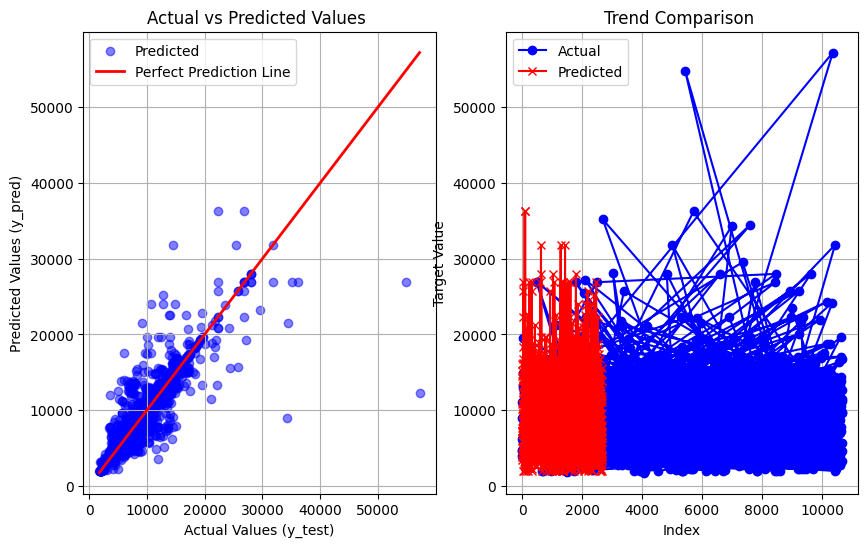 Actual vs Predicted Values
Predicted
Perfect Prediction Line
Predicted Values (y_pred)
50000
40000
30000
20000
10000
0
0
10000
20000
30000
40000
50000
Actual Values (y_test)
Trend Comparison
Actual
Predicted
Target Value
50000
40000
30000
20000
10000
0
0
2000
4000
6000
8000
10000
Index